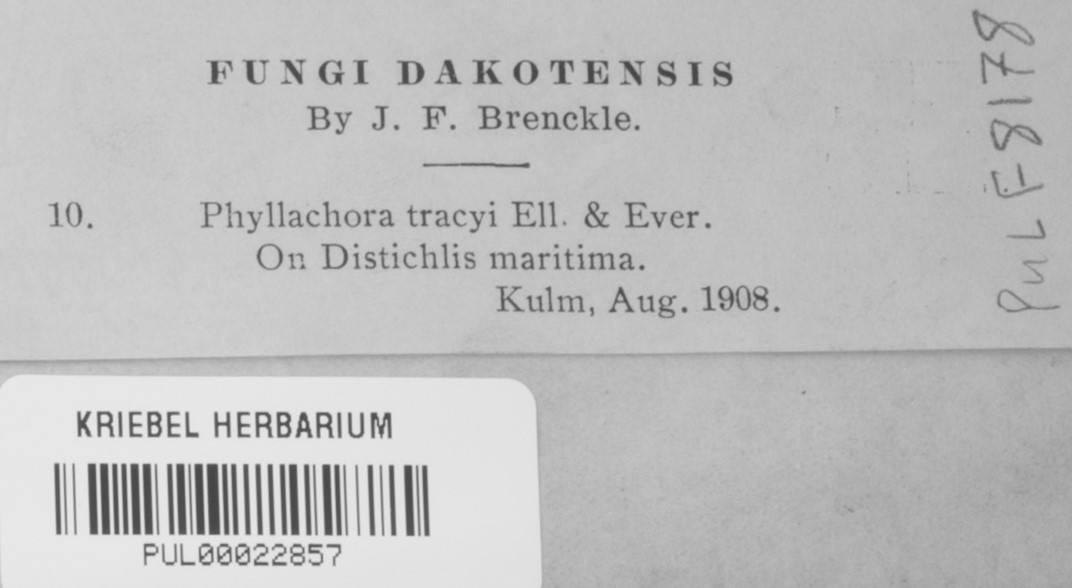 FUNGI DAKOTENSIS
By J. F. Brenckle.
10. Phyllachora tracyi Ell. & Ever.
On Distichlis maritima.
Kulm, Aug. 1908.
PUL F8178
KRIEBEL HERBARIUM
PUL00022857